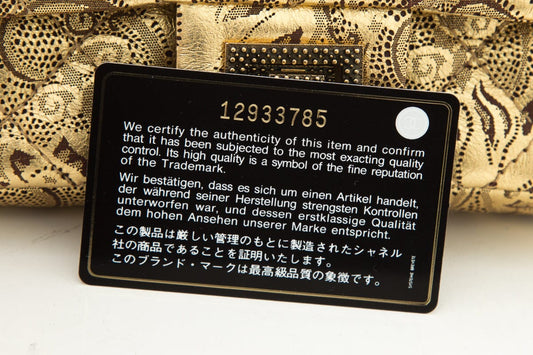 12933785
We certify the authenticity of this item and confirm
that it has been subjected to the most exacting quality
control. Its high quality is a symbol of the fine reputation
of the Trademark.
Wir bestätigen, dass es sich um einen Artikel handelt,
der während seiner Herstellung strengsten Kontrollen
unterworfen war, und dessen erstklassige Qualität
dem hohen Ansehen unserer Marke entspricht.
この製品は厳しい管理のもとに製造されたシャネル
社の商品であることを証明いたします。
このブランド・マークは最高級品質の象徴です。
SYSTEME BREVETE